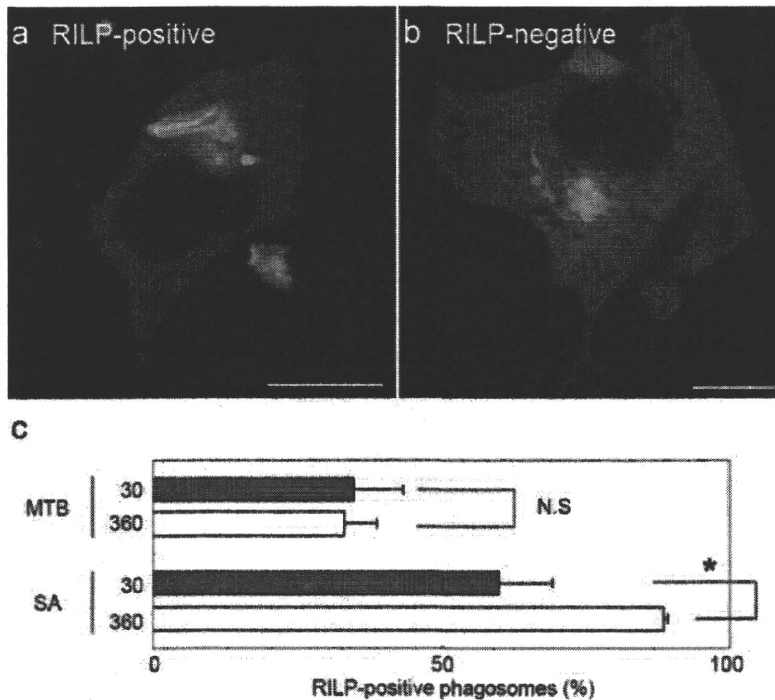 a RILP-positive
b RILP-negative
c
MTB
30
360
N.S
SA
30
360
*
0 50 100
RILP-positive phagosomes (%)